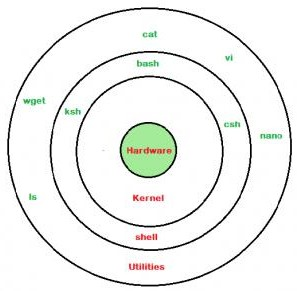 cat
vi
bash
wget
ksh
csh
nano
Hardware
ls
Kernel
shell
Utilities